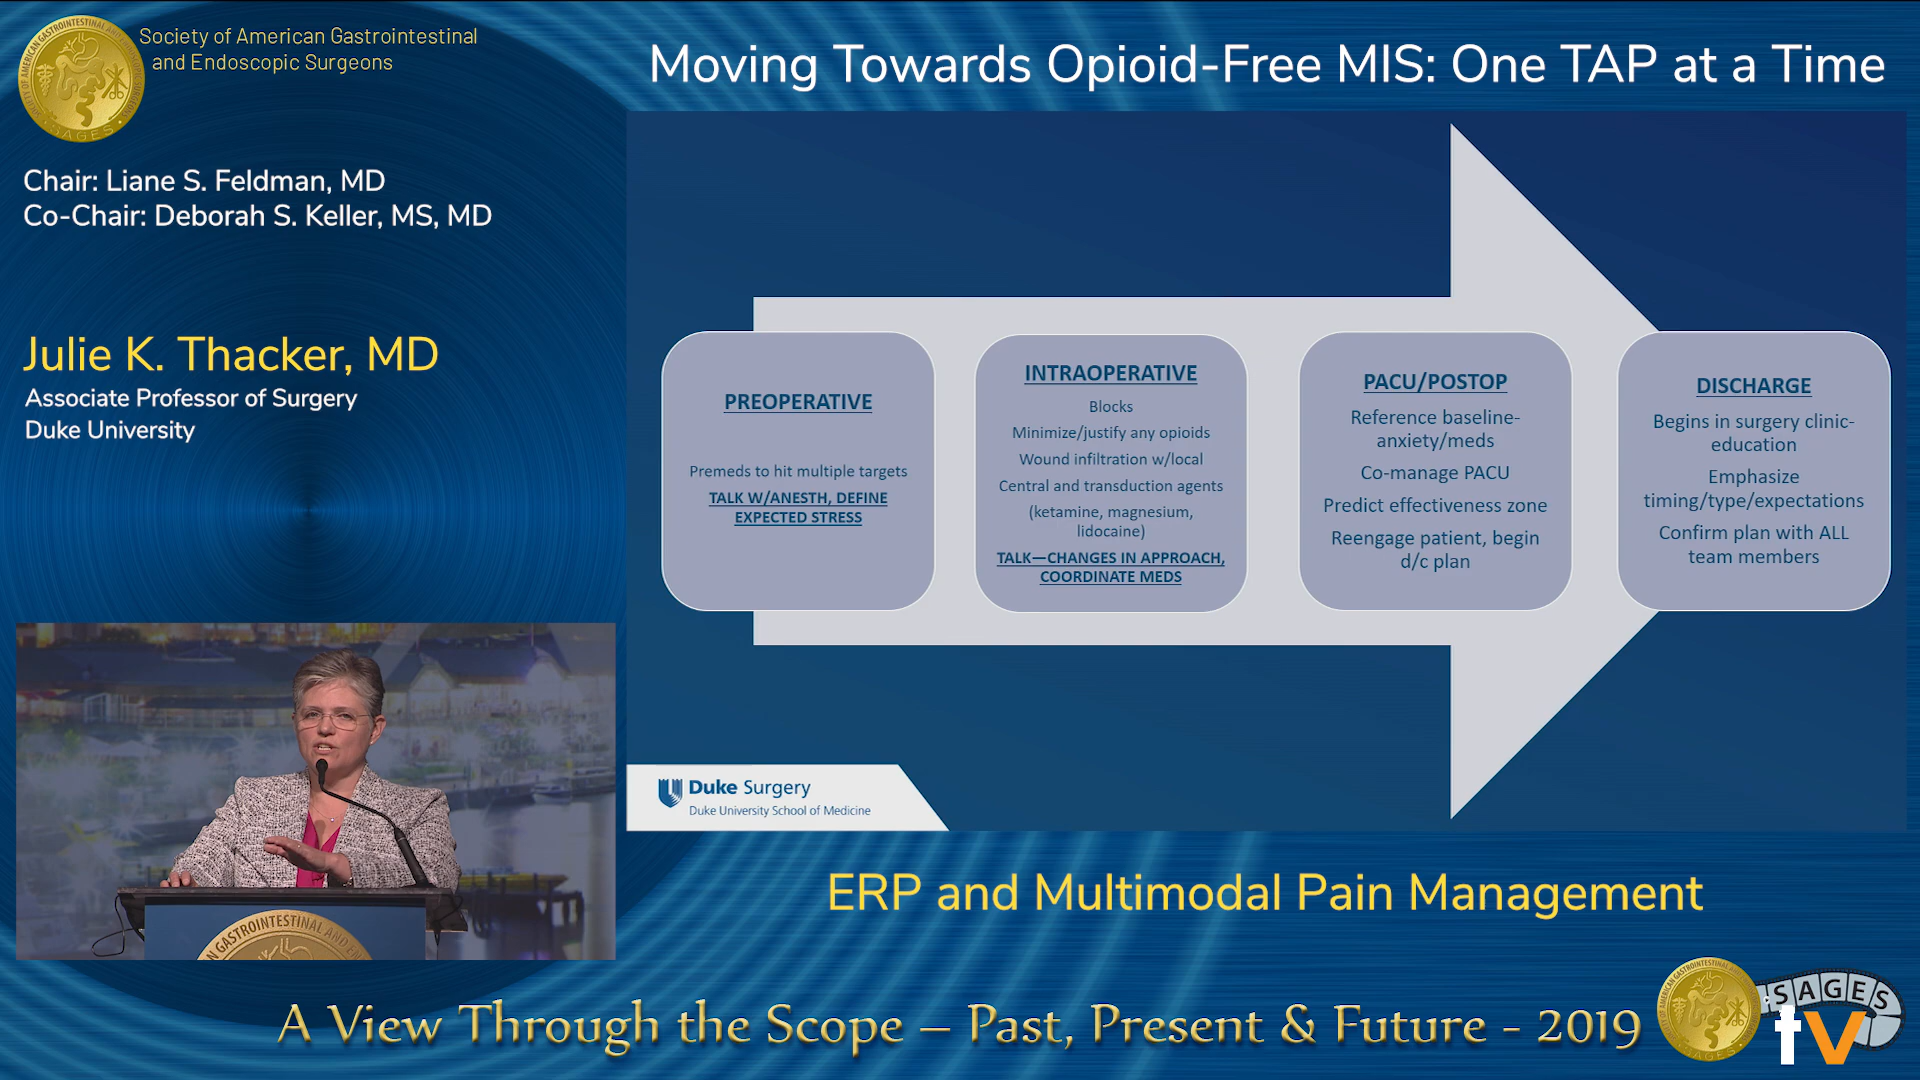 Society of American Gastrointestinal
and Endoscopic Surgeons
Moving Towards Opioid-Free MIS: One TAP at a Time
Chair: Liane S. Feldman, MD
Co-Chair: Deborah S. Keller, MS, MD
Julie K. Thacker, MD
Associate Professor of Surgery
Duke University
PREOPERATIVE
Premeds to hit multiple targets
TALK W/ANESTH, DEFINE
EXPECTED STRESS
INTRAOPERATIVE
Blocks
Minimize/justify any opioids
Wound infiltration w/local
Central and transduction agents
(ketamine, magnesium,
lidocaine)
TALK—CHANGES IN APPROACH,
COORDINATE MEDS
PACU/POSTOP
Reference baseline-
anxiety/meds
Co-manage PACU
Predict effectiveness zone
Reengage patient, begin
d/c plan
DISCHARGE
Begins in surgery clinic-
education
Emphasize
timing/type/expectations
Confirm plan with ALL
team members
Duke Surgery
Duke University School of Medicine
GASTROINTESTINAL AND
ERP and Multimodal Pain Management
A View Through the Scope – Past, Present & Future - 2019
SAGES
tv